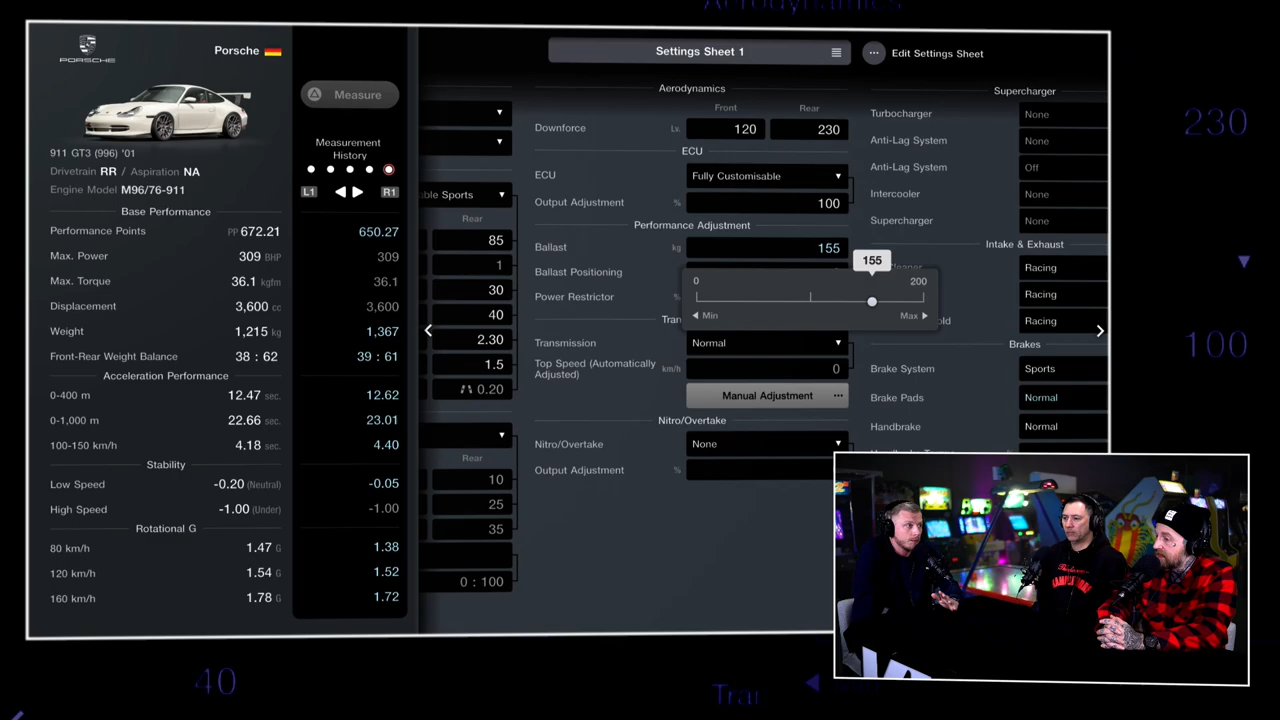 Aerodynamics
PORSCHE
Porsche
911 GT3 (996) '01
Drivetrain RR / Aspiration NA
Engine Model M96/76-911
Base Performance
Performance Points PP 672.21 650.27
Max. Power 309 BHP 309
Max. Torque 36.1 kgfm 36.1
Displacement 3,600 cc 3,600
Weight 1,215 kg 1,367
Front-Rear Weight Balance 38 : 62 39 : 61
Acceleration Performance
0-400 m 12.47 sec. 12.62
0-1,000 m 22.66 sec. 23.01
100-150 km/h 4.18 sec. 4.40
Stability
Low Speed -0.20 (Neutral) -0.05
High Speed -1.00 (Under) -1.00
Rotational G
80 km/h 1.47 G 1.38
120 km/h 1.54 G 1.52
160 km/h 1.78 G 1.72
Measure
Measurement
History
L1 R1
able Sports
Rear
85
1
30
40
2.30
1.5
0.20
Rear
10
25
35
0 : 100
Settings Sheet 1
Edit Settings Sheet
Aerodynamics
Front Rear
Downforce Lv. 120 230
ECU
ECU Fully Customisable
Output Adjustment % 100
Performance Adjustment
Ballast kg 155
Ballast Positioning
Power Restrictor %
155
0 200
Min Max
Tran
Transmission Normal
Top Speed (Automatically
Adjusted) km/h 0
Manual Adjustment
Nitro/Overtake
Nitro/Overtake None
Output Adjustment %
Supercharger
Turbocharger None
Anti-Lag System None
Anti-Lag System Off
Intercooler None
Supercharger None
Intake & Exhaust
Racing
Racing
Racing
Brakes
Brake System Sports
Brake Pads Normal
Handbrake Normal
230
100
40
Trar